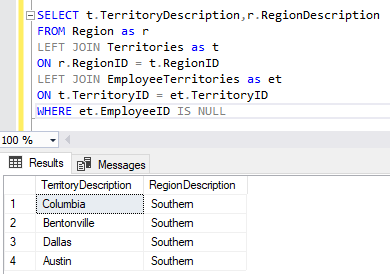 SELECT t.TerritoryDescription,r.RegionDescription
FROM Region as r
LEFT JOIN Territories as t
ON r.RegionID = t.RegionID
LEFT JOIN EmployeeTerritories as et
ON t.TerritoryID = et.TerritoryID
WHERE et.EmployeeID IS NULL
100 %
Results Messages
TerritoryDescription RegionDescription
1 Columbia Southern
2 Bentonville Southern
3 Dallas Southern
4 Austin Southern